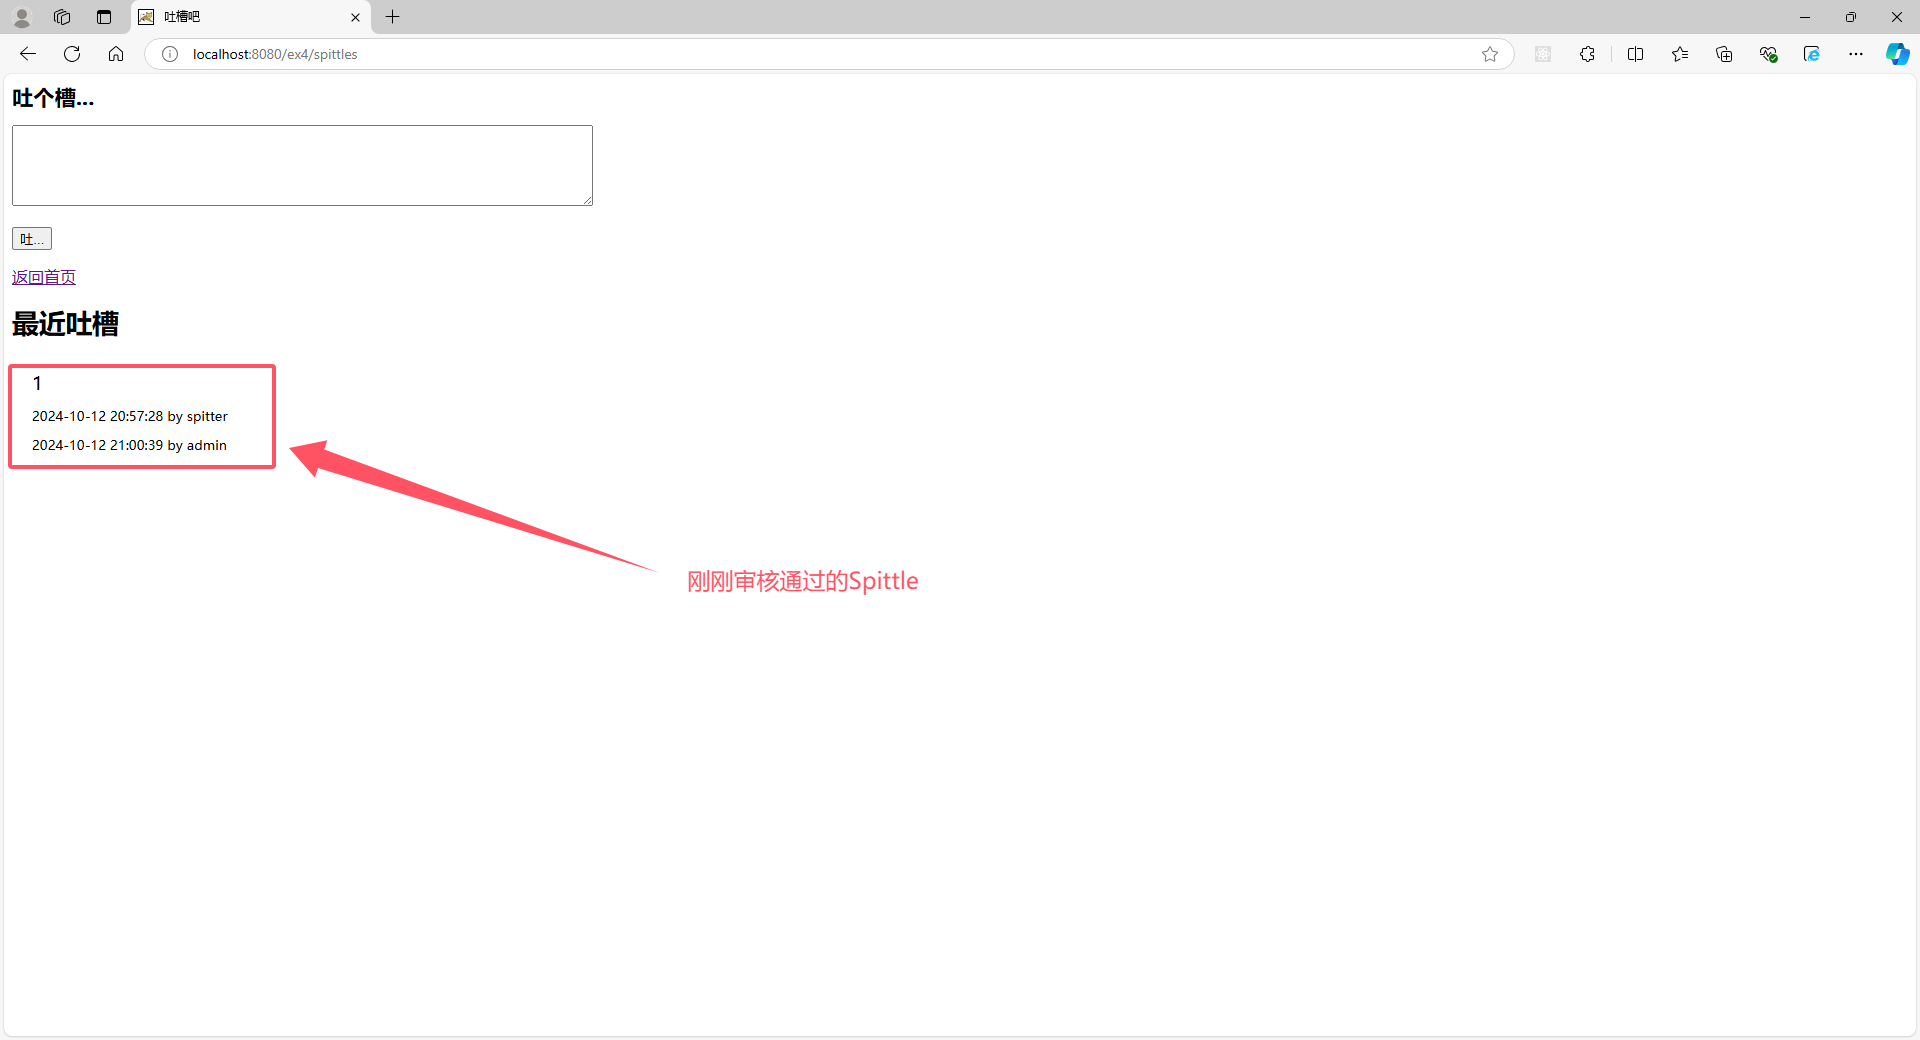 吐槽吧
localhost:8080/ex4/spittles
吐个槽...
吐...
返回首页
最近吐槽
1
2024-10-12 20:57:28 by spitter
2024-10-12 21:00:39 by admin
刚刚审核通过的Spittle